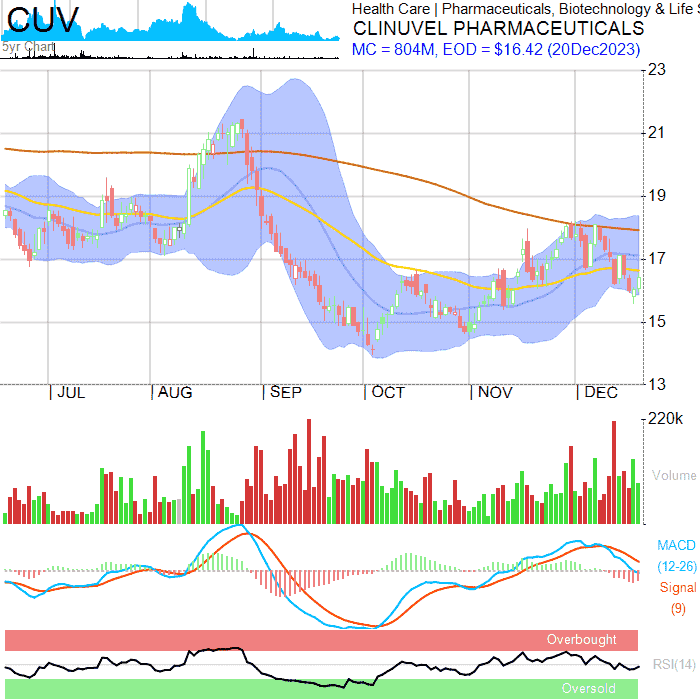 CUV
5yr Chart
Health Care | Pharmaceuticals, Biotechnology & Life S
CLINUVEL PHARMACEUTICALS
MC = 804M, EOD = $16.42 (20Dec2023)
23
21
19
17
15
13
| JUL | AUG | SEP | OCT | NOV | DEC
220k
Volume
MACD
(12-26)
Signal
(9)
Overbought
RSI(14)
Oversold